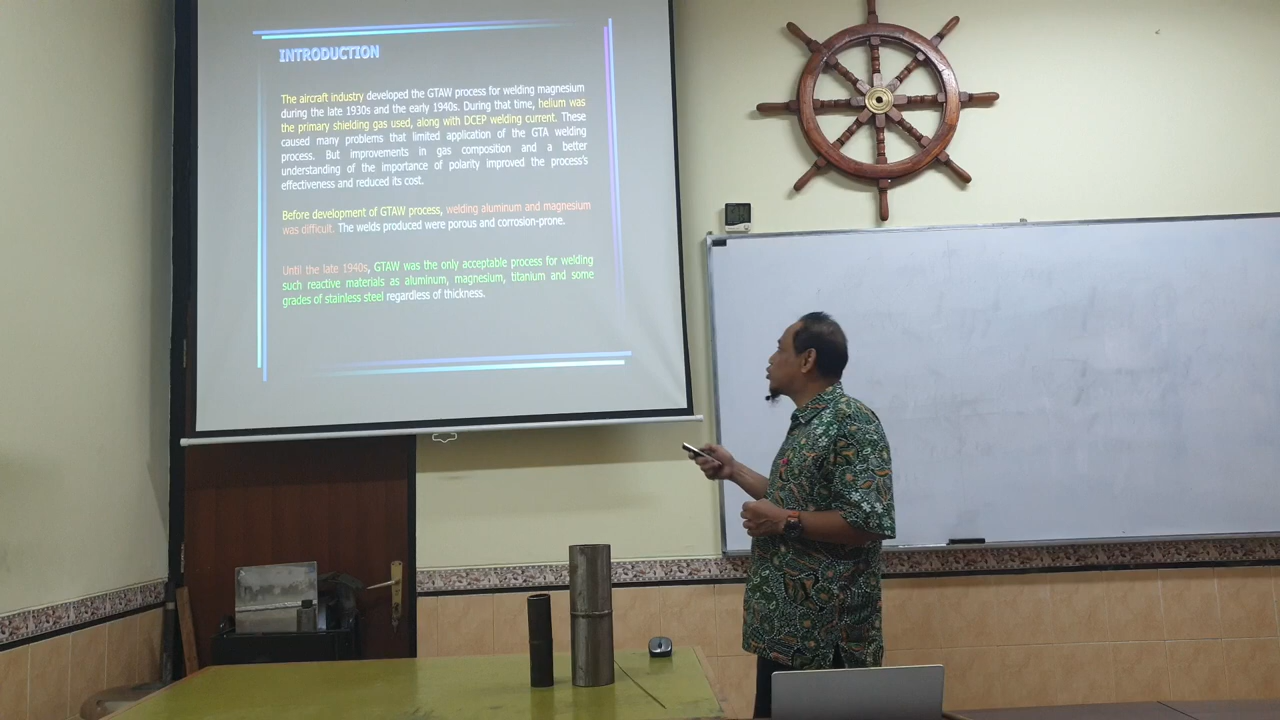 INTRODUCTION
The aircraft industry developed the GTAW process for welding magnesium
during the late 1930s and the early 1940s. During that time, helium was
the primary shielding gas used, along with DCEP welding current. These
caused many problems that limited application of the GTA welding
process. But improvements in gas composition and a better
understanding of the importance of polarity improved the process's
effectiveness and reduced its cost.
Before development of GTAW process, welding aluminum and magnesium
was difficult. The welds produced were porous and corrosion-prone.
Until the late 1940s, GTAW was the only acceptable process for welding
such reactive materials as aluminum, magnesium, titanium and some
grades of stainless steel regardless of thickness.